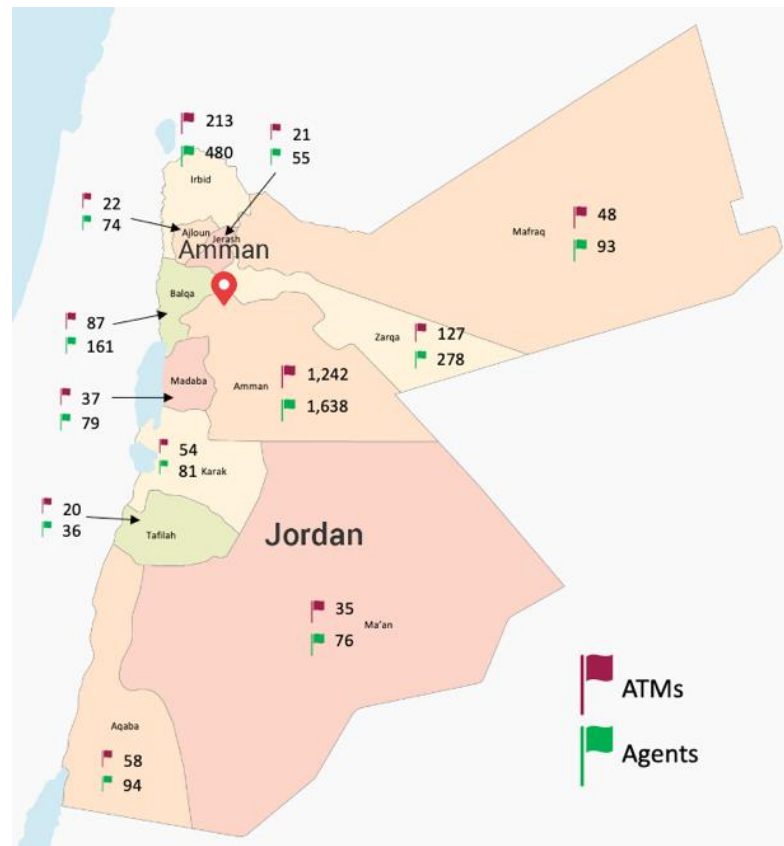 213
480
Irbid
21
55
22
74
Ajloun
Jerash
Amman
Mafraq
48
93
Balqa
87
161
Zarqa
127
278
Madaba
37
79
Amman
1,242
1,638
54
81
Karak
20
36
Tafilah
Jordan
35
76
Ma'an
Aqaba
58
94
ATMs
Agents